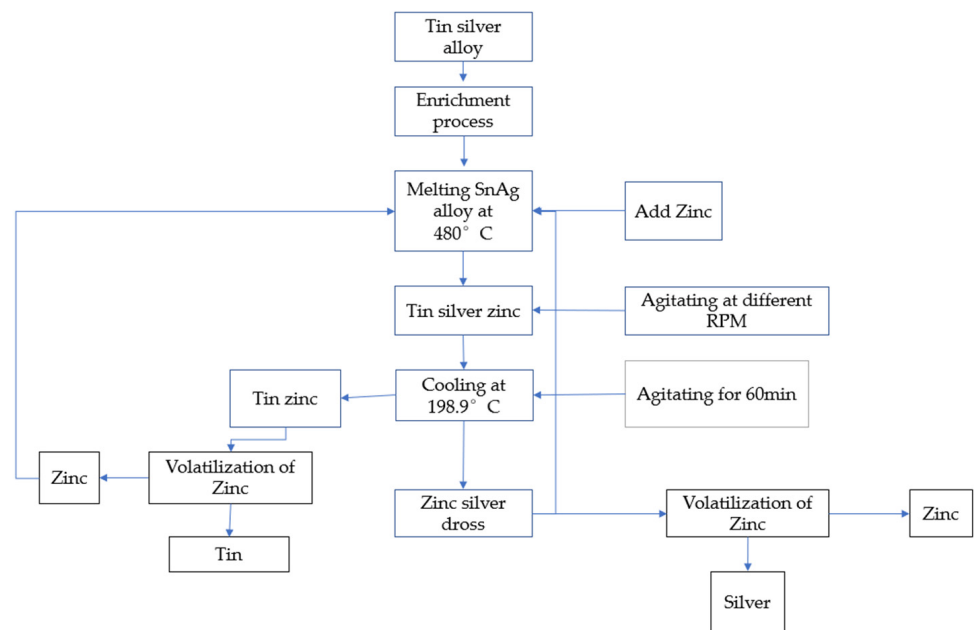 Tin silver
alloy
Enrichment
process
Melting SnAg
alloy at
480° C
Add Zinc
Tin silver zinc
Agitating at different
RPM
Tin zinc
Cooling at
198.9° C
Agitating for 60min
Zinc
Volatilization of
Zinc
Zinc silver
dross
Volatilization of
Zinc
Zinc
Tin
Silver